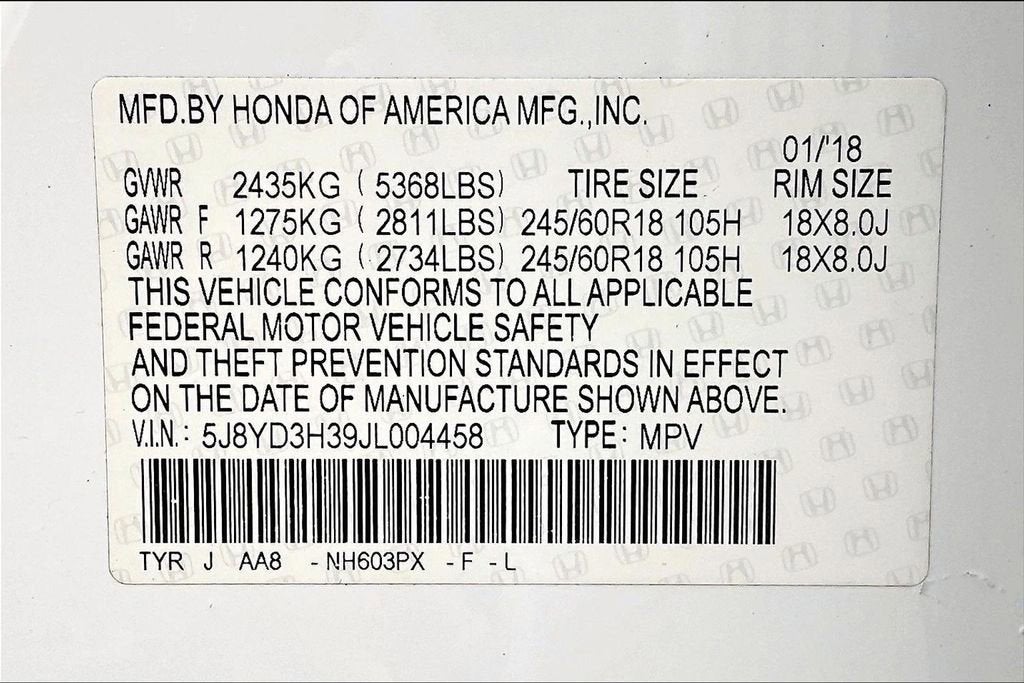 MFD.BY HONDA OF AMERICA MFG.,INC.
01/'18
GVWR 2435KG ( 5368LBS) TIRE SIZE RIM SIZE
GAWR F 1275KG ( 2811LBS) 245/60R18 105H 18X8.0J
GAWR R 1240KG ( 2734LBS) 245/60R18 105H 18X8.0J
THIS VEHICLE CONFORMS TO ALL APPLICABLE
FEDERAL MOTOR VEHICLE SAFETY
AND THEFT PREVENTION STANDARDS IN EFFECT
ON THE DATE OF MANUFACTURE SHOWN ABOVE.
V.I.N.: 5J8YD3H39JL004458 TYPE: MPV
TYR J AA8 -NH603PX -F -L